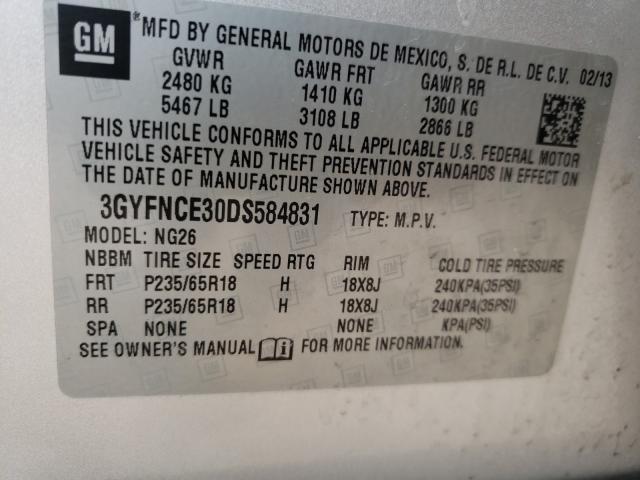 GM ® MFD BY GENERAL MOTORS DE MEXICO, S. DE R.L. DE C.V. 02/13
GVWR GAWR FRT GAWR RR
2480 KG 1410 KG 1300 KG
5467 LB 3108 LB 2866 LB
THIS VEHICLE CONFORMS TO ALL APPLICABLE U.S. FEDERAL MOTOR
VEHICLE SAFETY AND THEFT PREVENTION STANDARDS IN EFFECT ON
THE DATE OF MANUFACTURE SHOWN ABOVE.
3GYFNCE30DS584831 TYPE: M.P.V.
MODEL: NG26
NBBM TIRE SIZE SPEED RTG RIM COLD TIRE PRESSURE
FRT P235/65R18 H 18X8J 240KPA(35PSI)
RR P235/65R18 H 18X8J 240KPA(35PSI)
SPA NONE NONE KPA(PSI)
SEE OWNER'S MANUAL i FOR MORE INFORMATION.